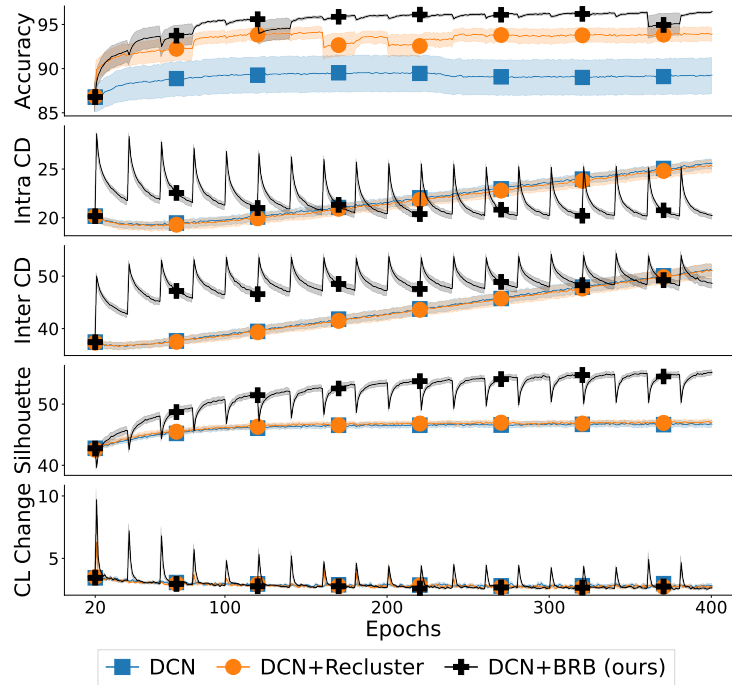 Accuracy
95
90
85
Intra CD
25
20
Inter CD
50
40
Silhouette
50
40
CL Change
10
5
20
100
200
300
400
Epochs
DCN
DCN+Recluster
DCN+BRB (ours)